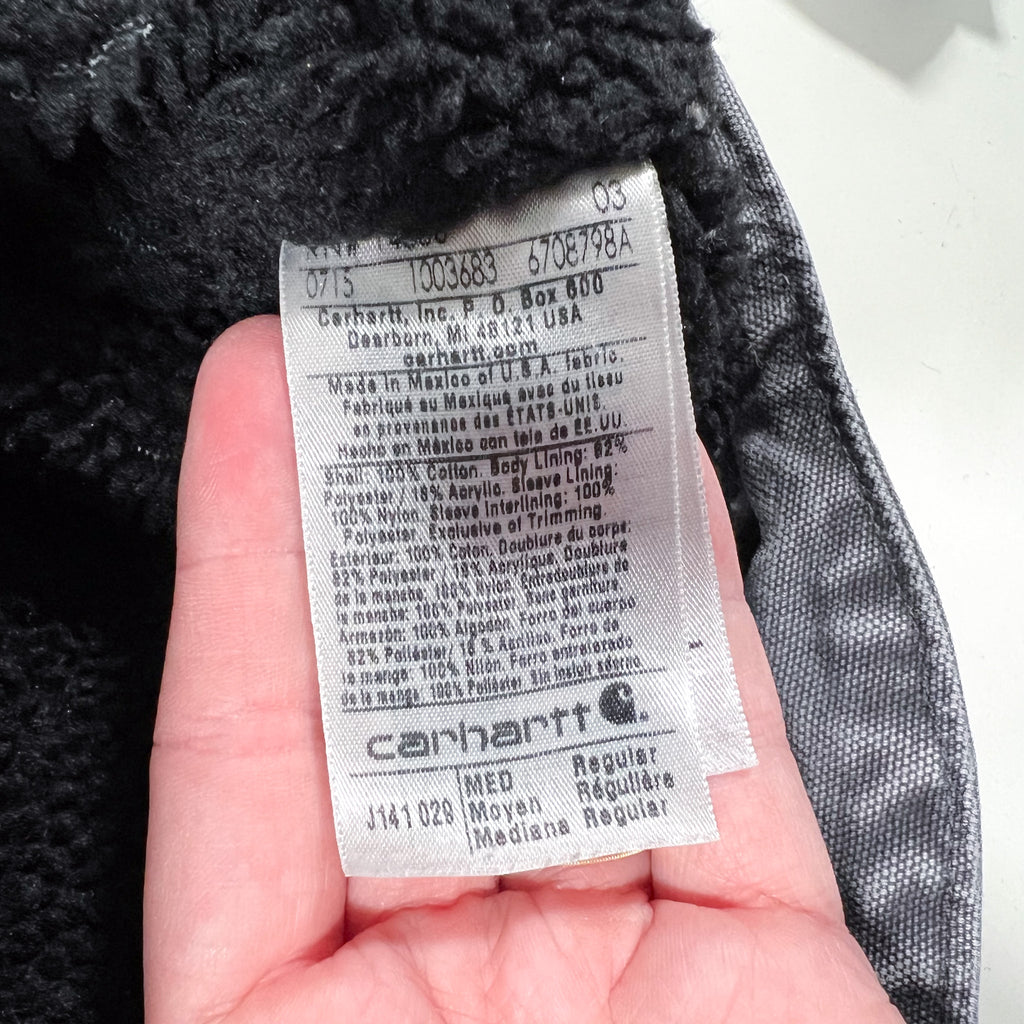 03
0715 1003683 6708798A
Carhartt, Inc. P. O. Box 600
Dearborn, MI 48121 USA
carhartt.com
Made in Mexico of U.S.A. fabric.
Fabriqué au Mexique avec du tissu
en provenance des ÉTATS-UNIS.
Hecho en México con tela de EE.UU.
Shell: 100% Cotton. Body Lining: 82%
Polyester / 18% Acrylic. Sleeve Lining:
100% Nylon. Sleeve Interlining: 100%
Polyester. Exclusive of Trimming.
Extérieur: 100% Coton. Doublure du corps:
82% Polyester / 18% Acrylique. Doublure
de la manche: 100% Nylon. Entredoublure de
la manche: 100% Polyester. Sans garniture.
Armazón: 100% Algodon. Forro del cuerpo
82% Poliéster / 18 % Acrílico. Forro de
la manga: 100% Nilón. Forro entrelazado
de la manga: 100% Poliéster. Sin incluit adorno.
carhartt
J141 029 MED Regular
Moyen Régulière
Mediana Regular